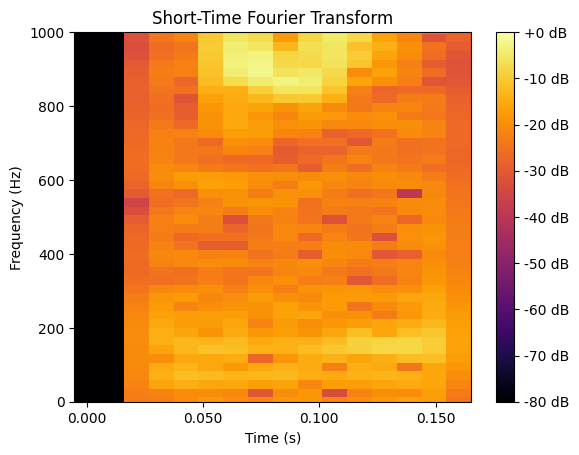 Short-Time Fourier Transform
1000
800
600
400
200
0
Frequency (Hz)
0.000
0.050
0.100
0.150
Time (s)
+0 dB
-10 dB
-20 dB
-30 dB
-40 dB
-50 dB
-60 dB
-70 dB
-80 dB